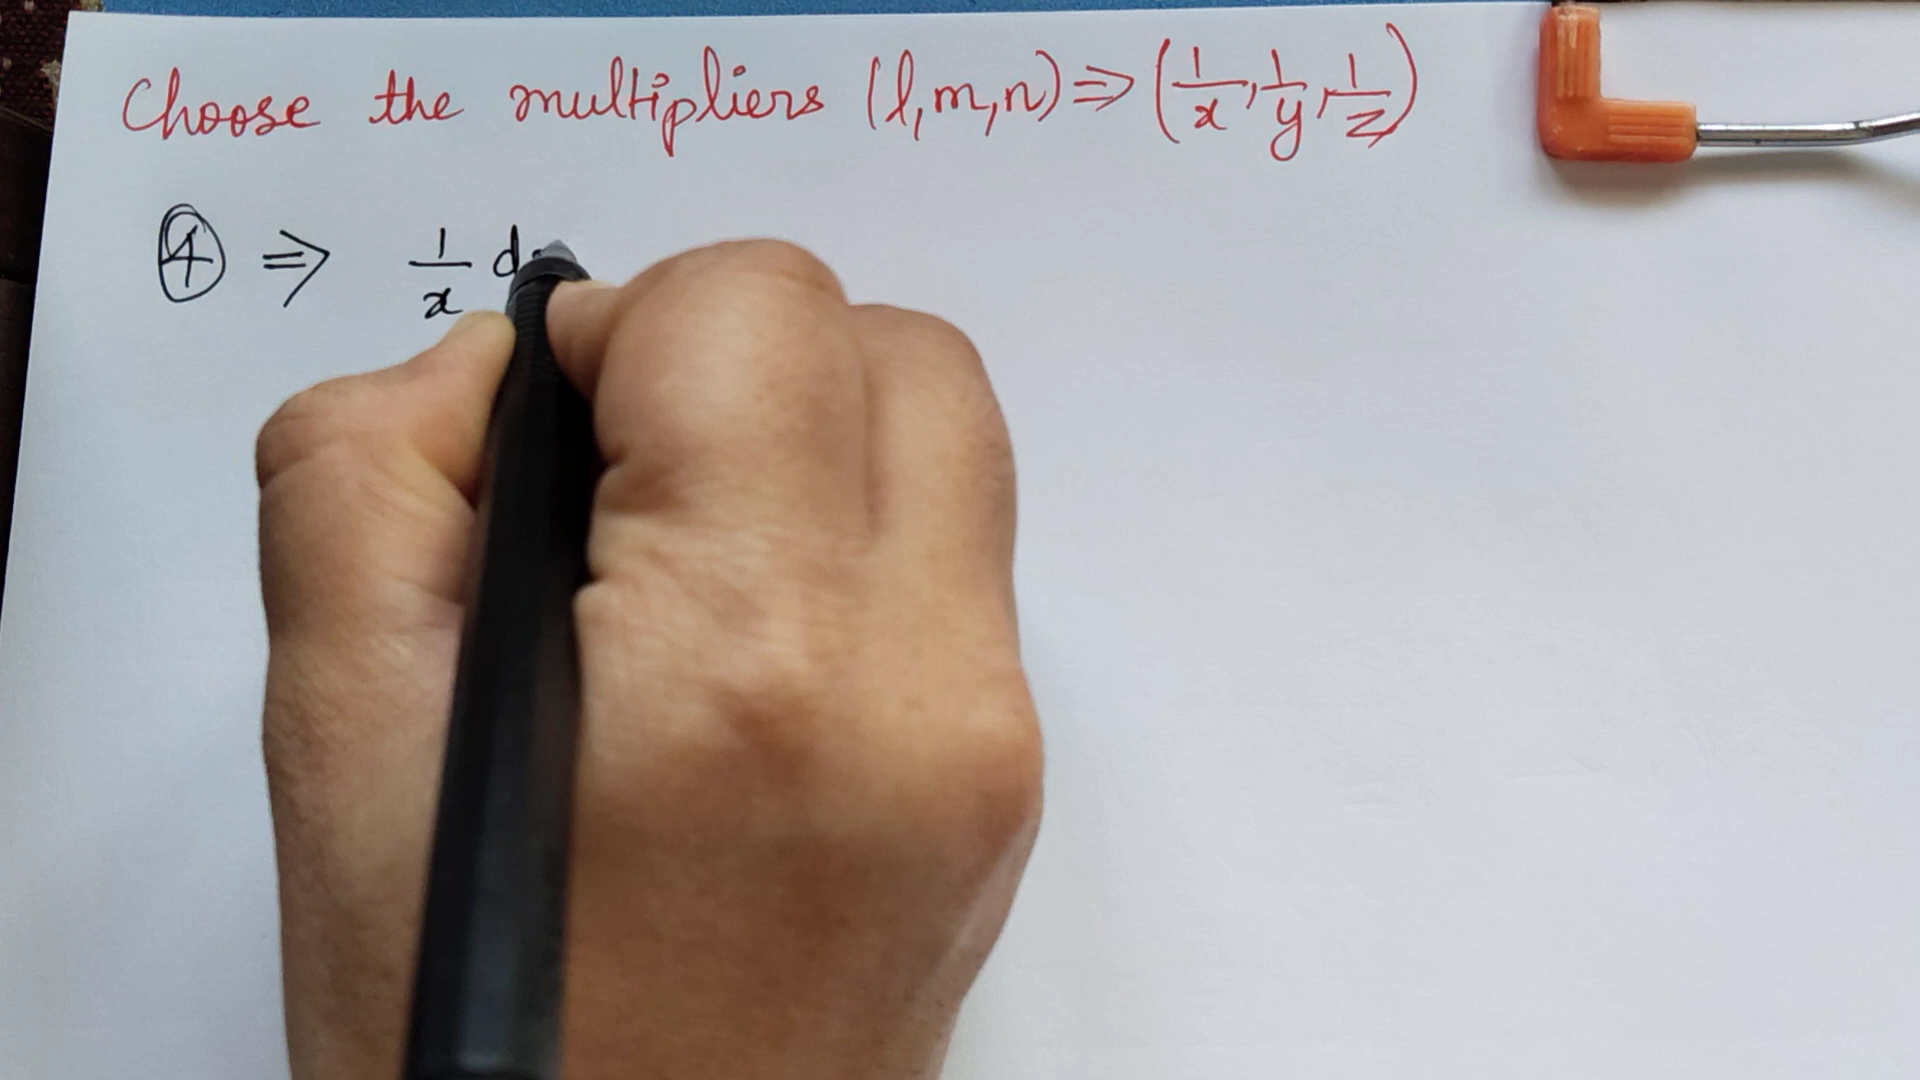 Choose the multipliers (l,m,n) ⇒ (1/x, 1/y, 1/z)
④ ⇒ 1/x d